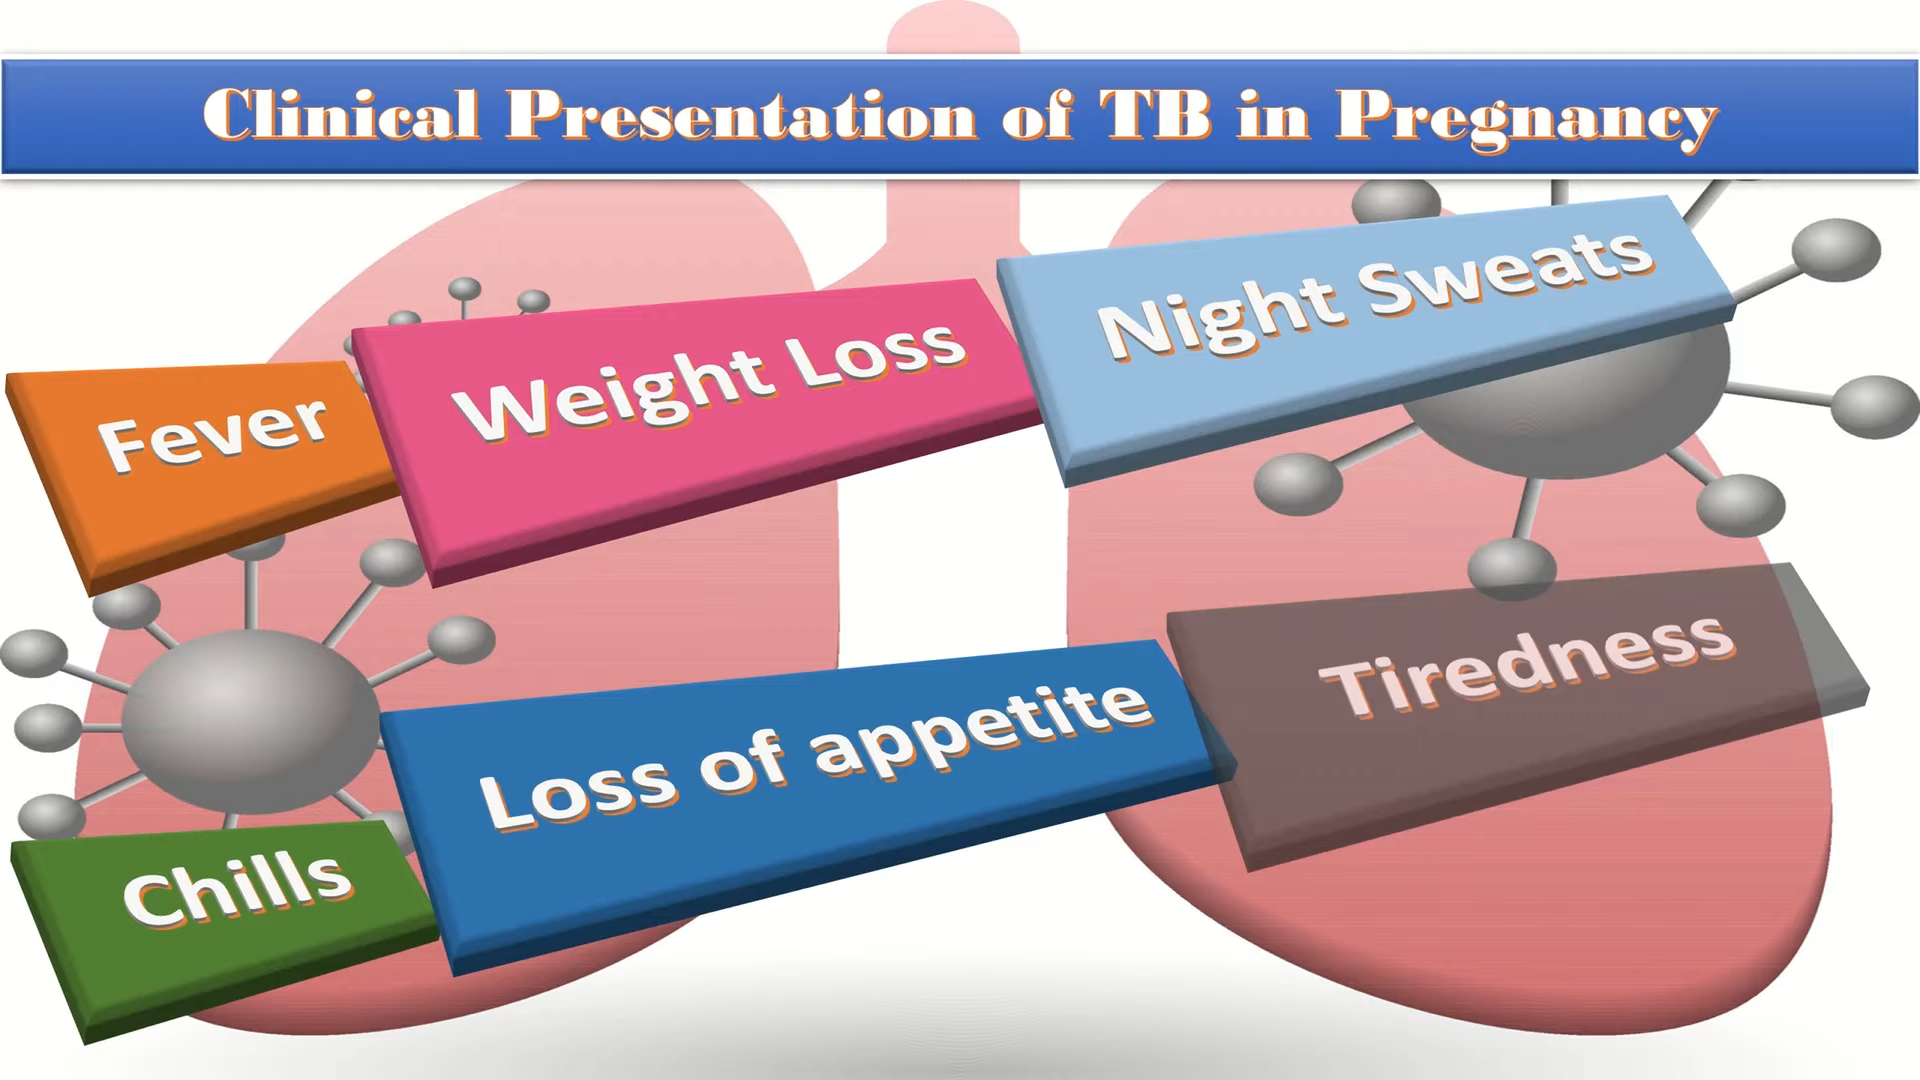 Clinical Presentation of TB in Pregnancy
Fever
Weight Loss
Night Sweats
Chills
Loss of appetite
Tiredness